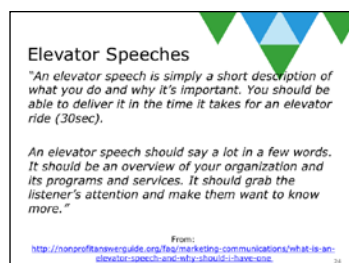 Elevator Speeches
"An elevator speech is simply a short description of
what you do and why it's important. You should be
able to deliver it in the time it takes for an elevator
ride (30sec).
An elevator speech should say a lot in a few words.
It should be an overview of your organization and
its programs and services. It should grab the
listener's attention and make them want to know
more."
From:
http://nonprofitanswerguide.org/faq/marketing-communications/what-is-an-
elevator-speech-and-why-should-i-have-one
24